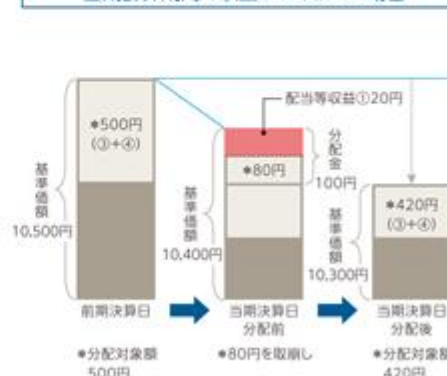 配当等収益①20円
*500円
(③+④)
*80円
分配金
100円
*420円
(③+④)
基準価額
10,500円
基準価額
10,400円
基準価額
10,300円
前期決算日
当期決算日
分配前
当期決算日
分配後
*分配対象額
500円
*80円を取崩し
*分配対象額
420円